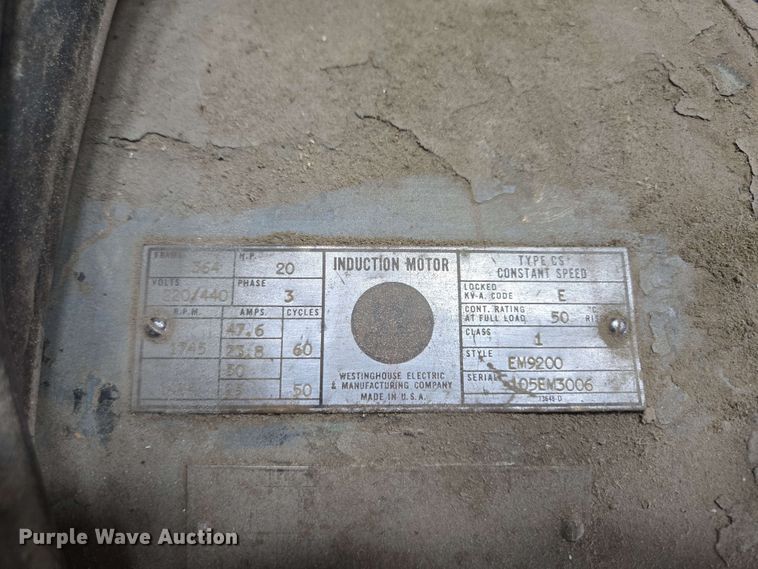 FRAME 364 H.P. 20
VOLTS 220/440 PHASE 3
R.P.M. AMPS. CYCLES
47.6
23.8 60
50
50
INDUCTION MOTOR
WESTINGHOUSE ELECTRIC
& MANUFACTURING COMPANY
MADE IN U.S.A.
TYPE CS
CONSTANT SPEED
LOCKED
KV-A. CODE E
CONT. RATING
AT FULL LOAD 50 °C
CLASS 1
STYLE EM9200
SERIAL 105EM3006
Purple Wave Auction